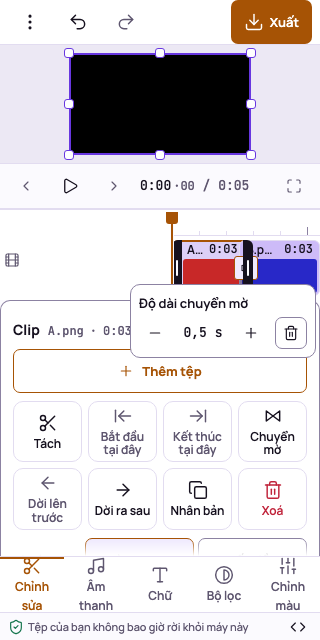 Xuất
0:00.00 / 0:05
A... 0:03
.p... 0:03
Độ dài chuyển mờ
0,5 s
Clip A.png · 0:03
Thêm tệp
Tách
Bắt đầu tại đây
Kết thúc tại đây
Chuyển mờ
Dời lên trước
Dời ra sau
Nhân bản
Xoá
Chỉnh sửa
Âm thanh
Chữ
Bộ lọc
Chỉnh màu
Tệp của bạn không bao giờ rời khỏi máy này